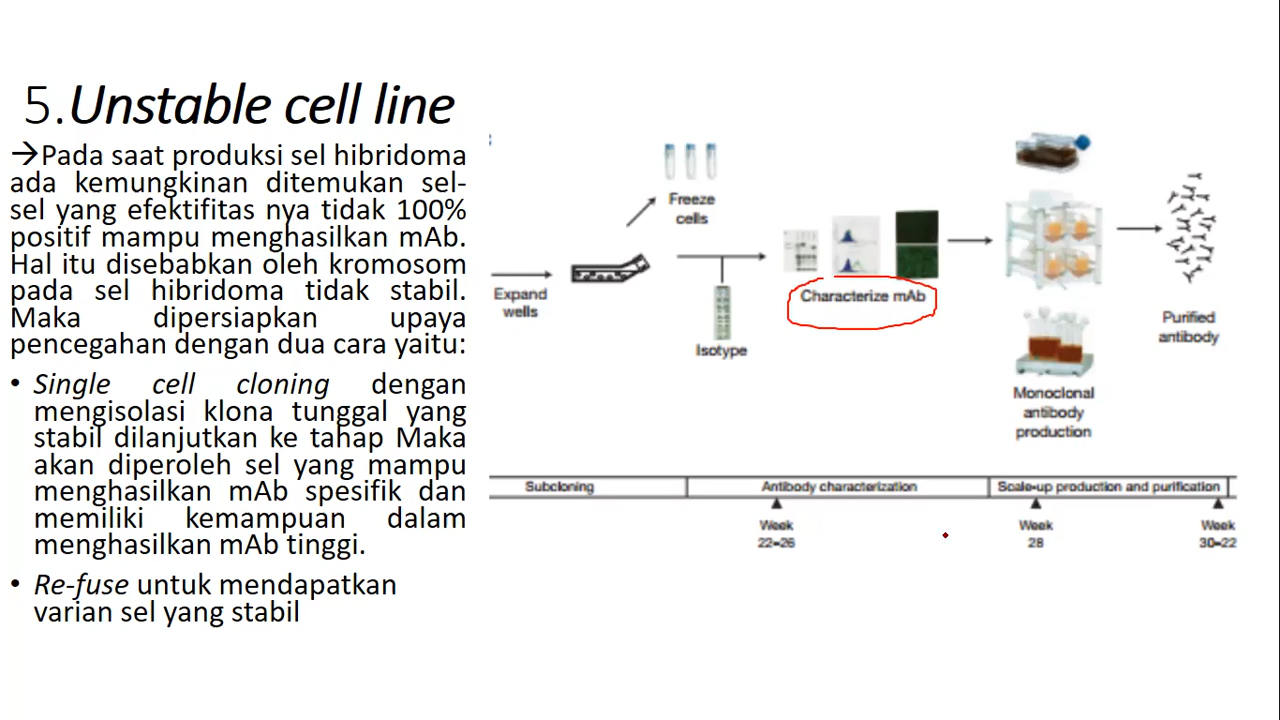 5.Unstable cell line
→Pada saat produksi sel hibridoma
ada kemungkinan ditemukan sel-
sel yang efektifitas nya tidak 100%
positif mampu menghasilkan mAb.
Hal itu disebabkan oleh kromosom
pada sel hibridoma tidak stabil.
Maka dipersiapkan upaya
pencegahan dengan dua cara yaitu:
• Single cell cloning dengan
mengisolasi klona tunggal yang
stabil dilanjutkan ke tahap Maka
akan diperoleh sel yang mampu
menghasilkan mAb spesifik dan
memiliki kemampuan dalam
menghasilkan mAb tinggi.
• Re-fuse untuk mendapatkan
varian sel yang stabil
Expand
wells
Freeze
cells
Isotype
Characterize mAb
Monoclonal
antibody
production
Purified
antibody
Subcloning
Antibody characterization
Scale-up production and purification
Week
22-26
Week
28
Week
30-22